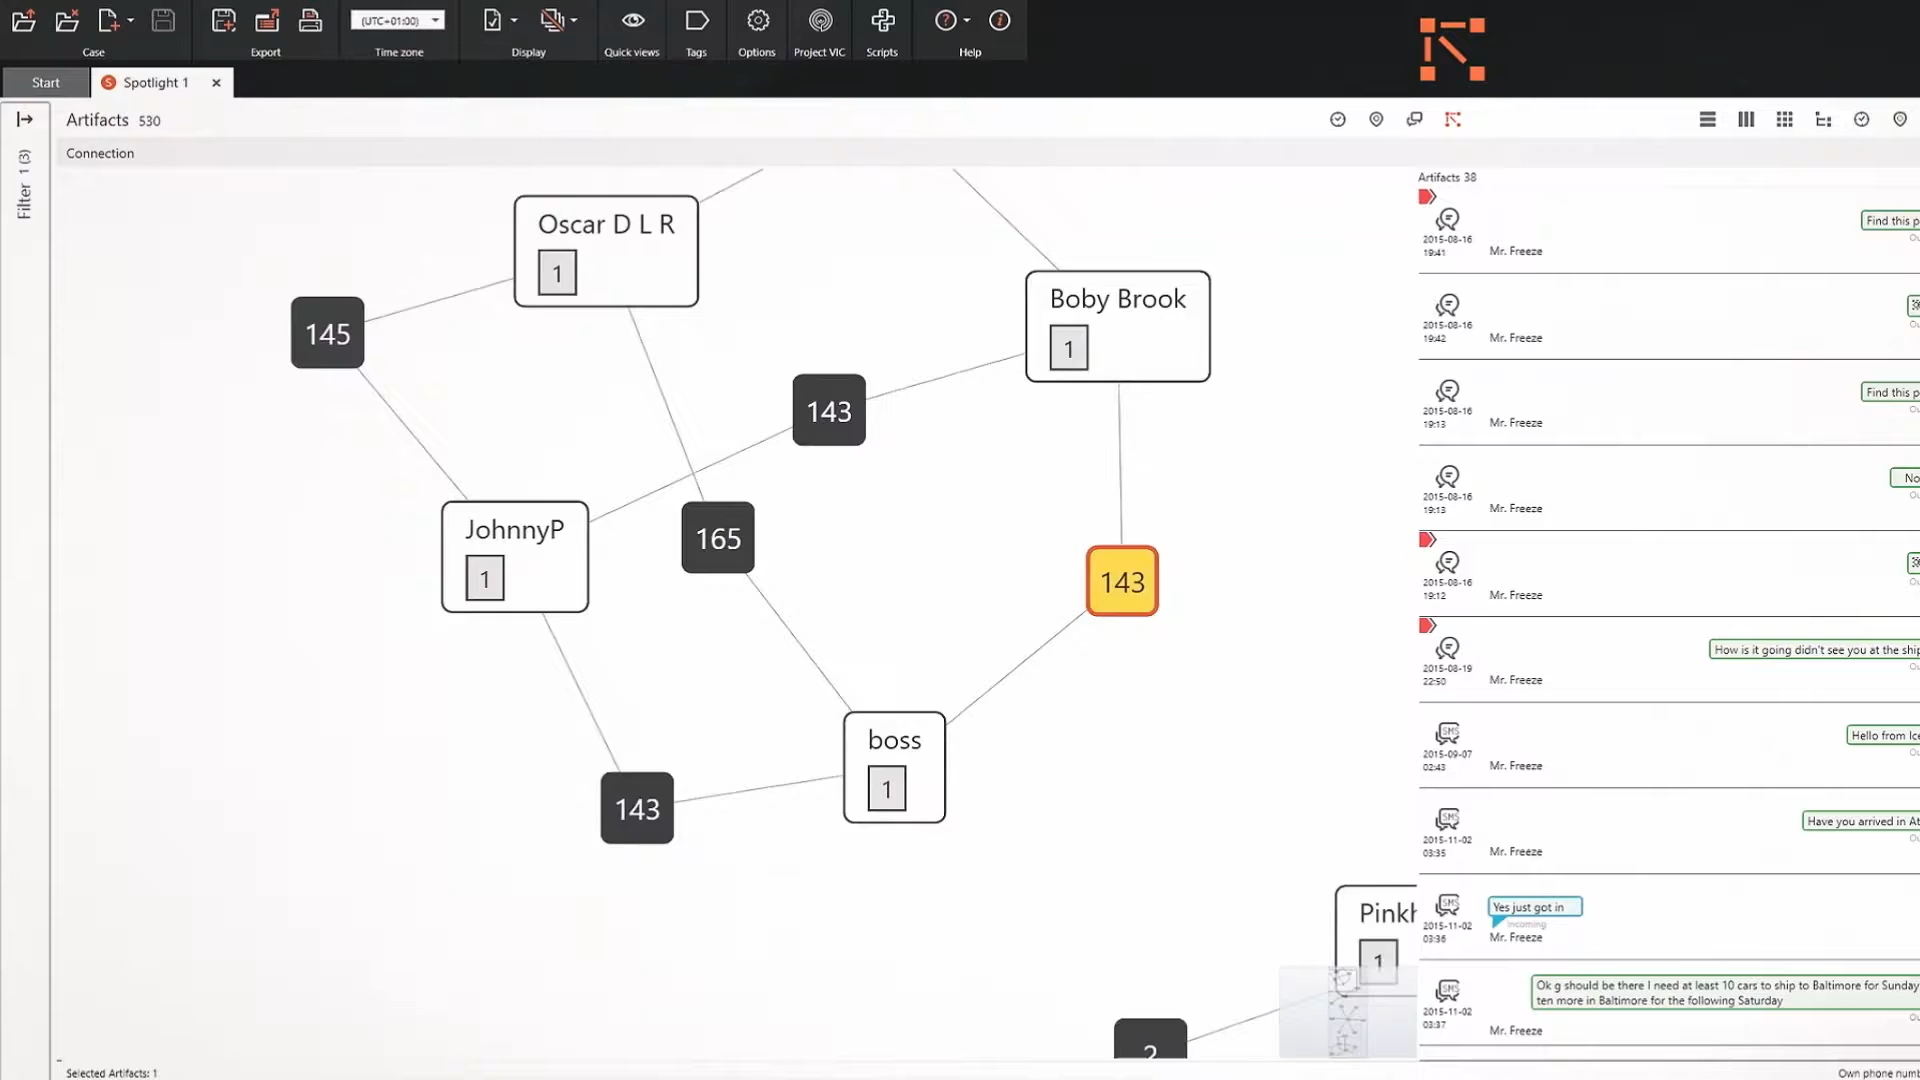 (UTC+01:00)
Case
Export
Time zone
Display
Quick views
Tags
Options
Project VIC
Scripts
Help
Start
Spotlight 1
Artifacts 530
Connection
Filter 1 (3)
Oscar D L R
1
Boby Brook
1
145
143
JohnnyP
1
165
143
boss
1
143
Pinkh
1
2
Artifacts 38
Find this p
2015-08-16
19:41
Mr. Freeze
2015-08-16
19:42
Mr. Freeze
Find this p
2015-08-16
19:13
Mr. Freeze
No
2015-08-16
19:13
Mr. Freeze
2015-08-16
19:12
Mr. Freeze
How is it going didn't see you at the ship
2015-08-19
22:50
Mr. Freeze
Hello from Ice
SMS
2015-09-07
02:43
Mr. Freeze
Have you arrived in At
SMS
2015-11-02
03:35
Mr. Freeze
Yes just got in
Incoming
SMS
2015-11-02
03:36
Mr. Freeze
Ok g should be there I need at least 10 cars to ship to Baltimore for Sunday
ten more in Baltimore for the following Saturday
SMS
2015-11-02
03:37
Mr. Freeze
Selected Artifacts: 1
Own phone numb